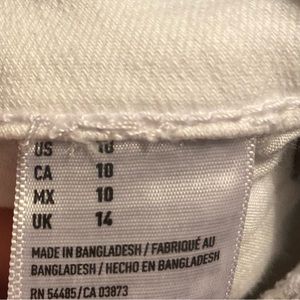 US 10
CA 10
MX 10
UK 14
MADE IN BANGLADESH / FABRIQUÉ AU
BANGLADESH / HECHO EN BANGLADESH
RN 54485/CA 03873